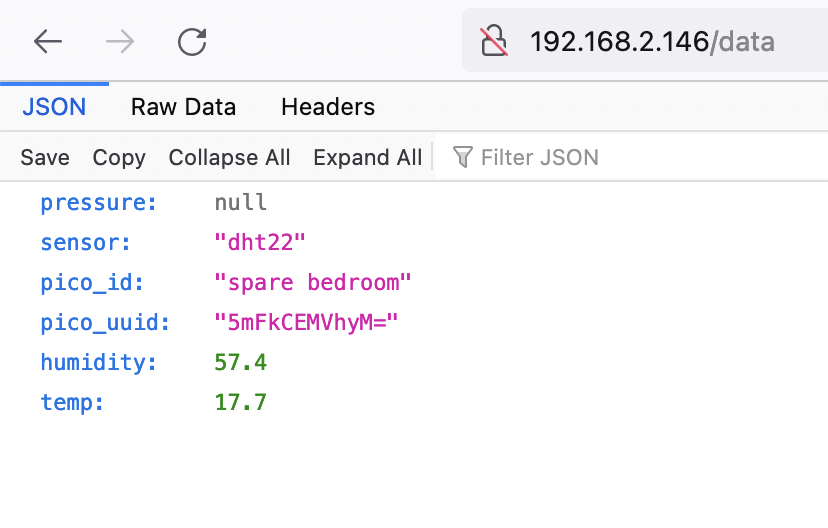 192.168.2.146/data
JSON Raw Data Headers
Save Copy Collapse All Expand All Filter JSON
pressure: null
sensor: "dht22"
pico_id: "spare bedroom"
pico_uuid: "5mFkCEMVhyM="
humidity: 57.4
temp: 17.7